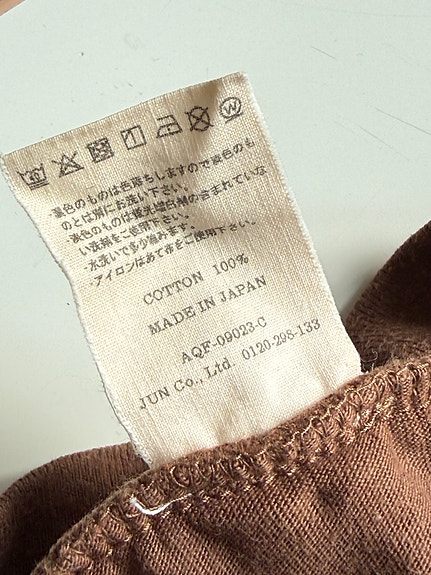 ・濃色のものは色落ちしますので淡色のも
のとは別にお洗い下さい。
・淡色のものは蛍光増白剤の含まれていな
い洗剤をご使用下さい。
・水洗いで多少縮みます。
・アイロンはあて布をご使用下さい。
COTTON 100%
MADE IN JAPAN
AQF-09023-C
JUN Co., Ltd. 0120-298-133